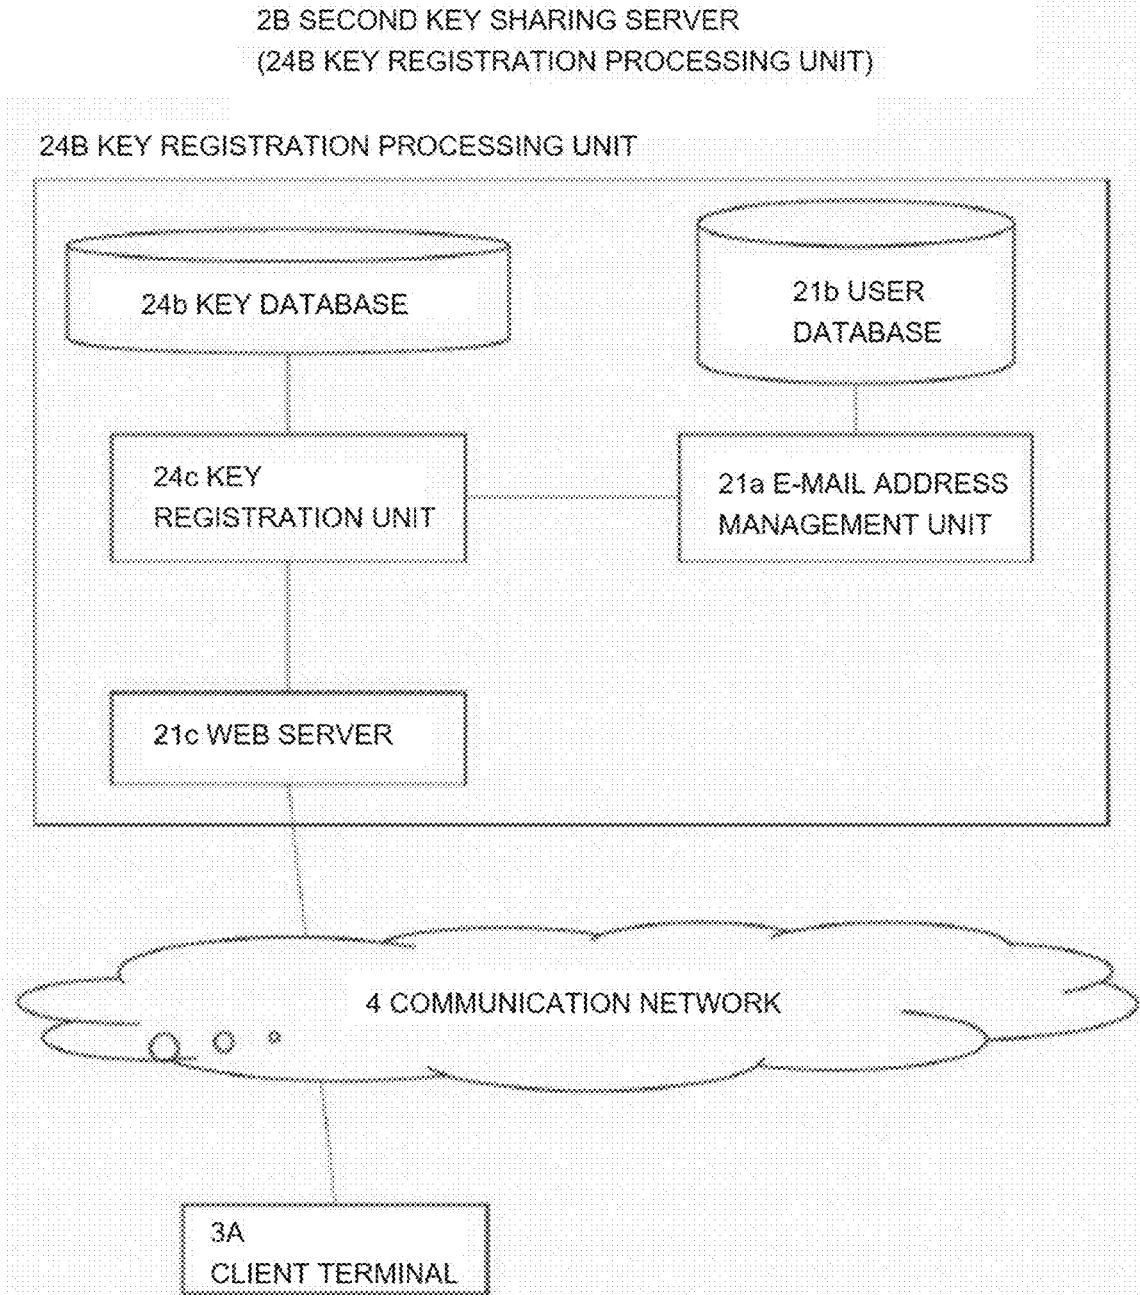 2B SECOND KEY SHARING SERVER
(24B KEY REGISTRATION PROCESSING UNIT)
24B KEY REGISTRATION PROCESSING UNIT
24b KEY DATABASE
21b USER
DATABASE
24c KEY
REGISTRATION UNIT
21a E-MAIL ADDRESS
MANAGEMENT UNIT
21c WEB SERVER
4 COMMUNICATION NETWORK
3A
CLIENT TERMINAL